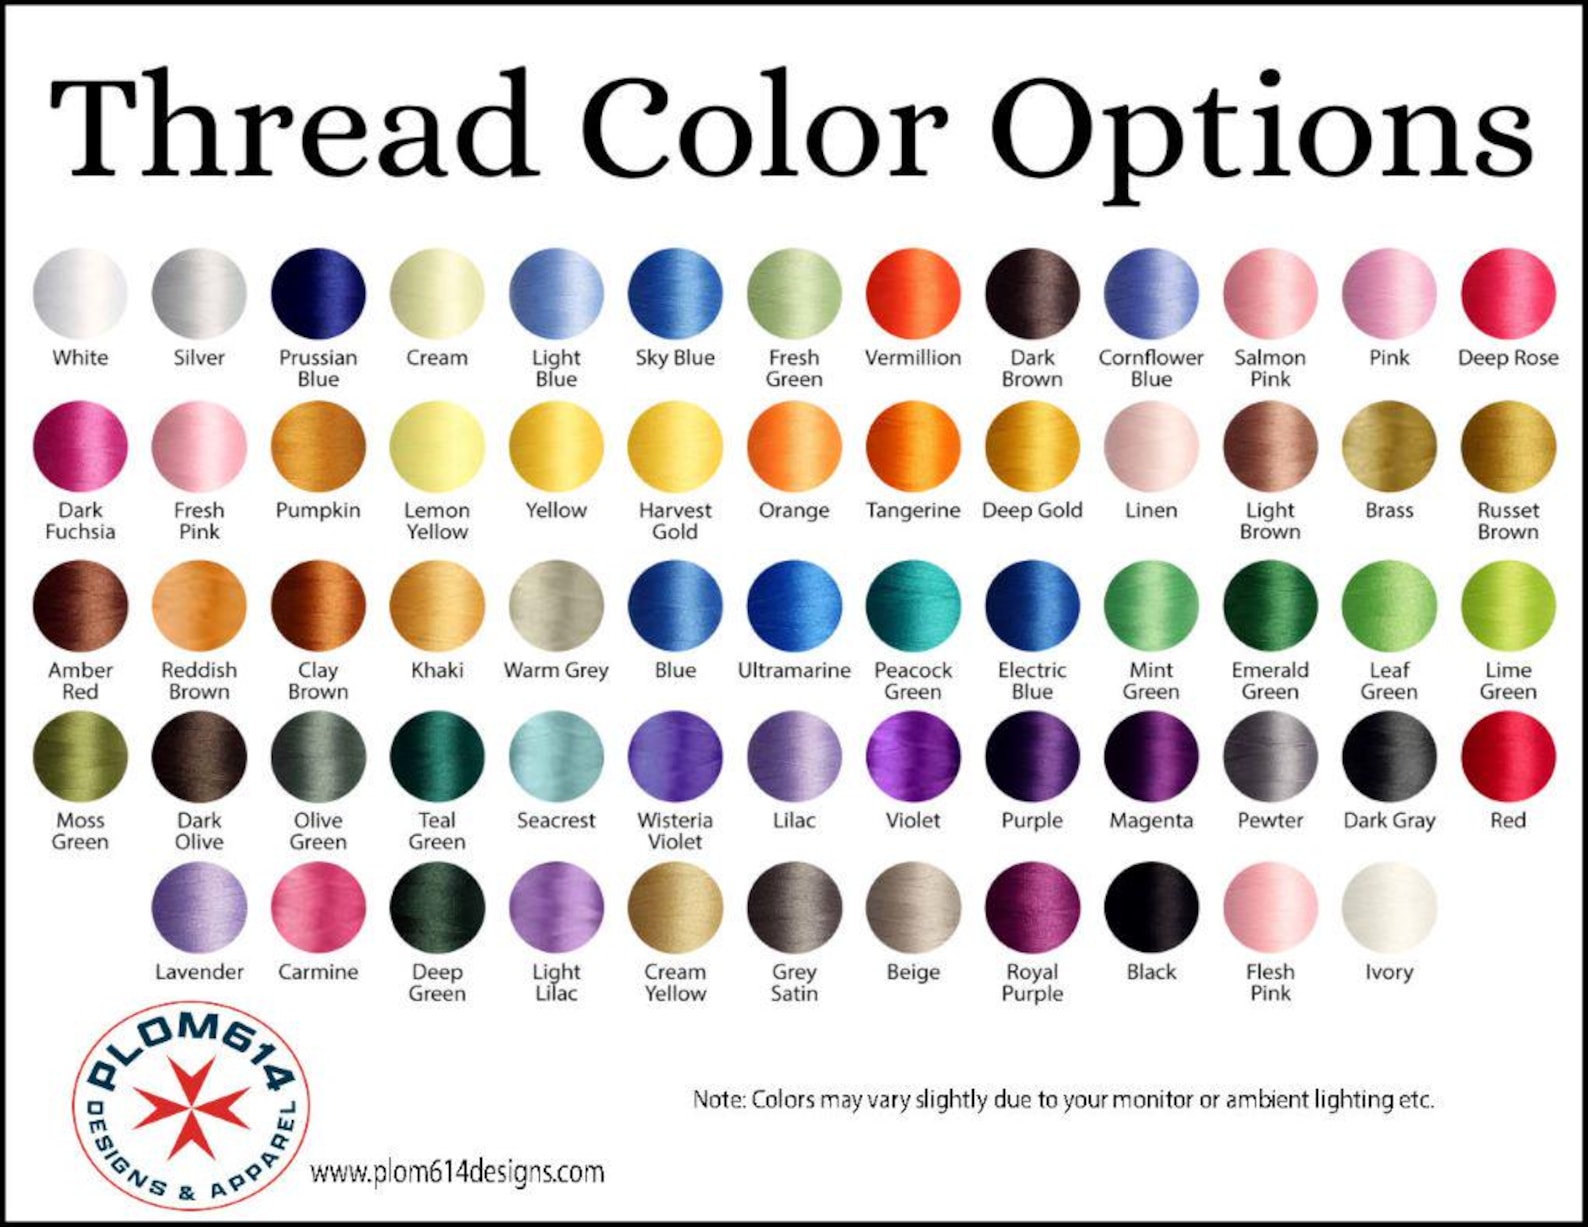 Thread Color Options
White Silver Prussian Blue Cream Light Blue Sky Blue Fresh Green Vermillion Dark Brown Cornflower Blue Salmon Pink Pink Deep Rose
Dark Fuchsia Fresh Pink Pumpkin Lemon Yellow Yellow Harvest Gold Orange Tangerine Deep Gold Linen Light Brown Brass Russet Brown
Amber Red Reddish Brown Clay Brown Khaki Warm Grey Blue Ultramarine Peacock Green Electric Blue Mint Green Emerald Green Leaf Green Lime Green
Moss Green Dark Olive Olive Green Teal Green Seacrest Wisteria Violet Lilac Violet Purple Magenta Pewter Dark Gray Red
Lavender Carmine Deep Green Light Lilac Cream Yellow Grey Satin Beige Royal Purple Black Flesh Pink Ivory
PLOM614
DESIGNS & APPAREL
Note: Colors may vary slightly due to your monitor or ambient lighting etc.
www.plom614designs.com